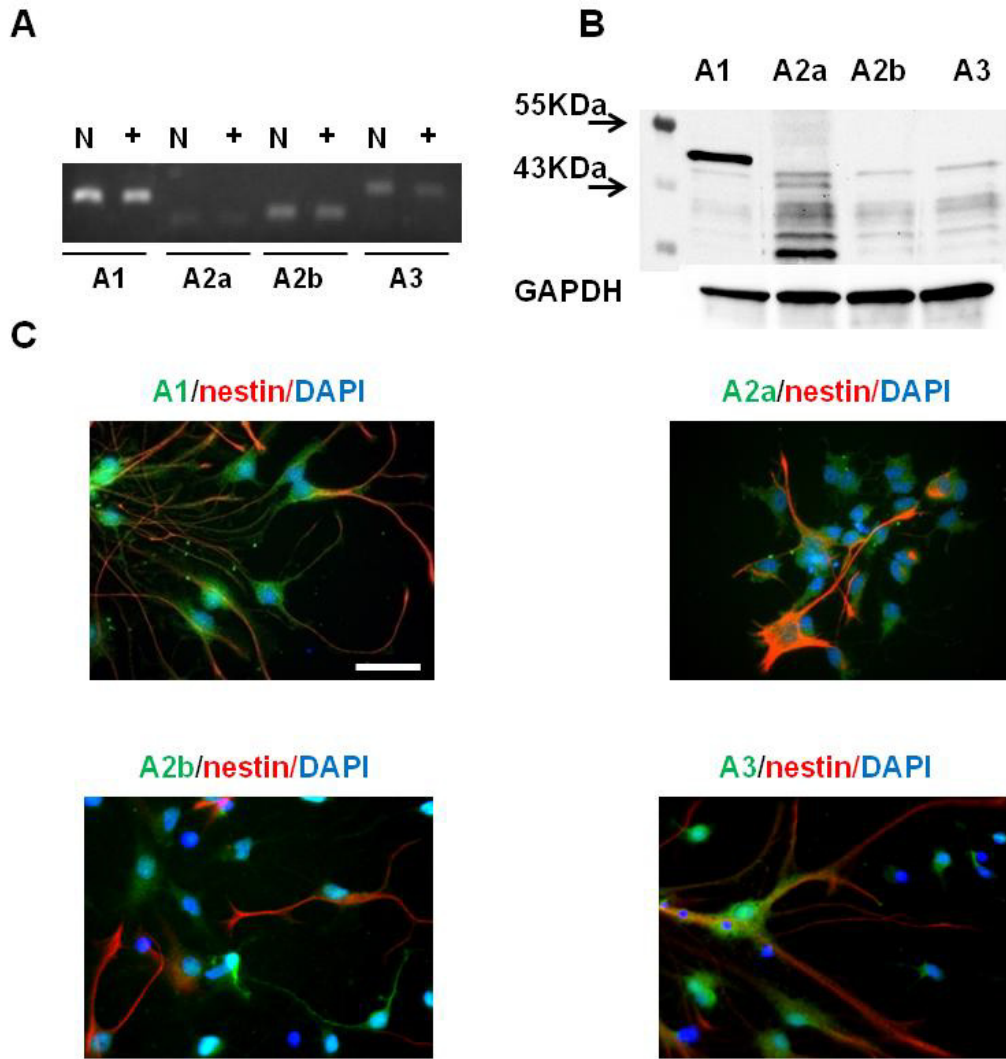 A
B
A1 A2a A2b A3
55KDa
N + N + N + N +
43KDa
A1 A2a A2b A3
GAPDH
C
A1/nestin/DAPI
A2a/nestin/DAPI
A2b/nestin/DAPI
A3/nestin/DAPI